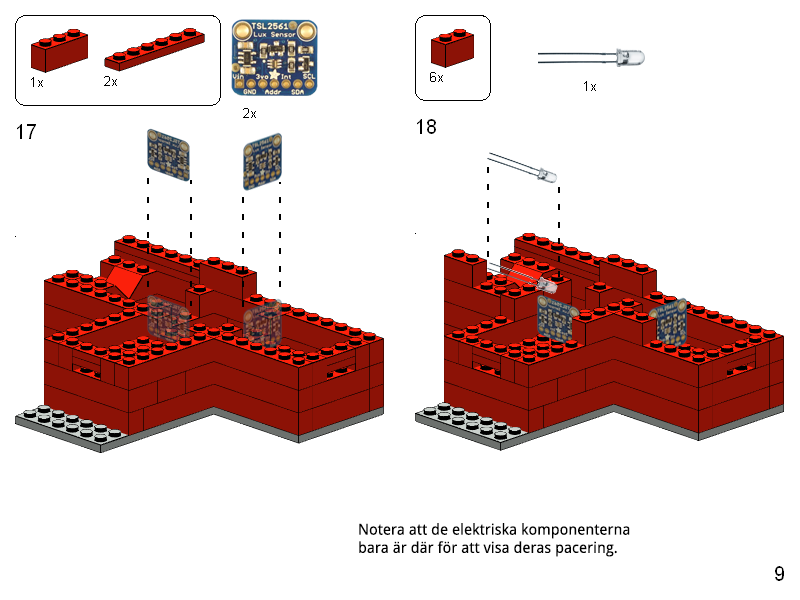 1x
2x
TSL2561
Lux Sensor
Vin 3vo Int SCL
GND Addr SDA
2x
17
6x
1x
18
Notera att de elektriska komponenterna
bara är där för att visa deras pacering.
9